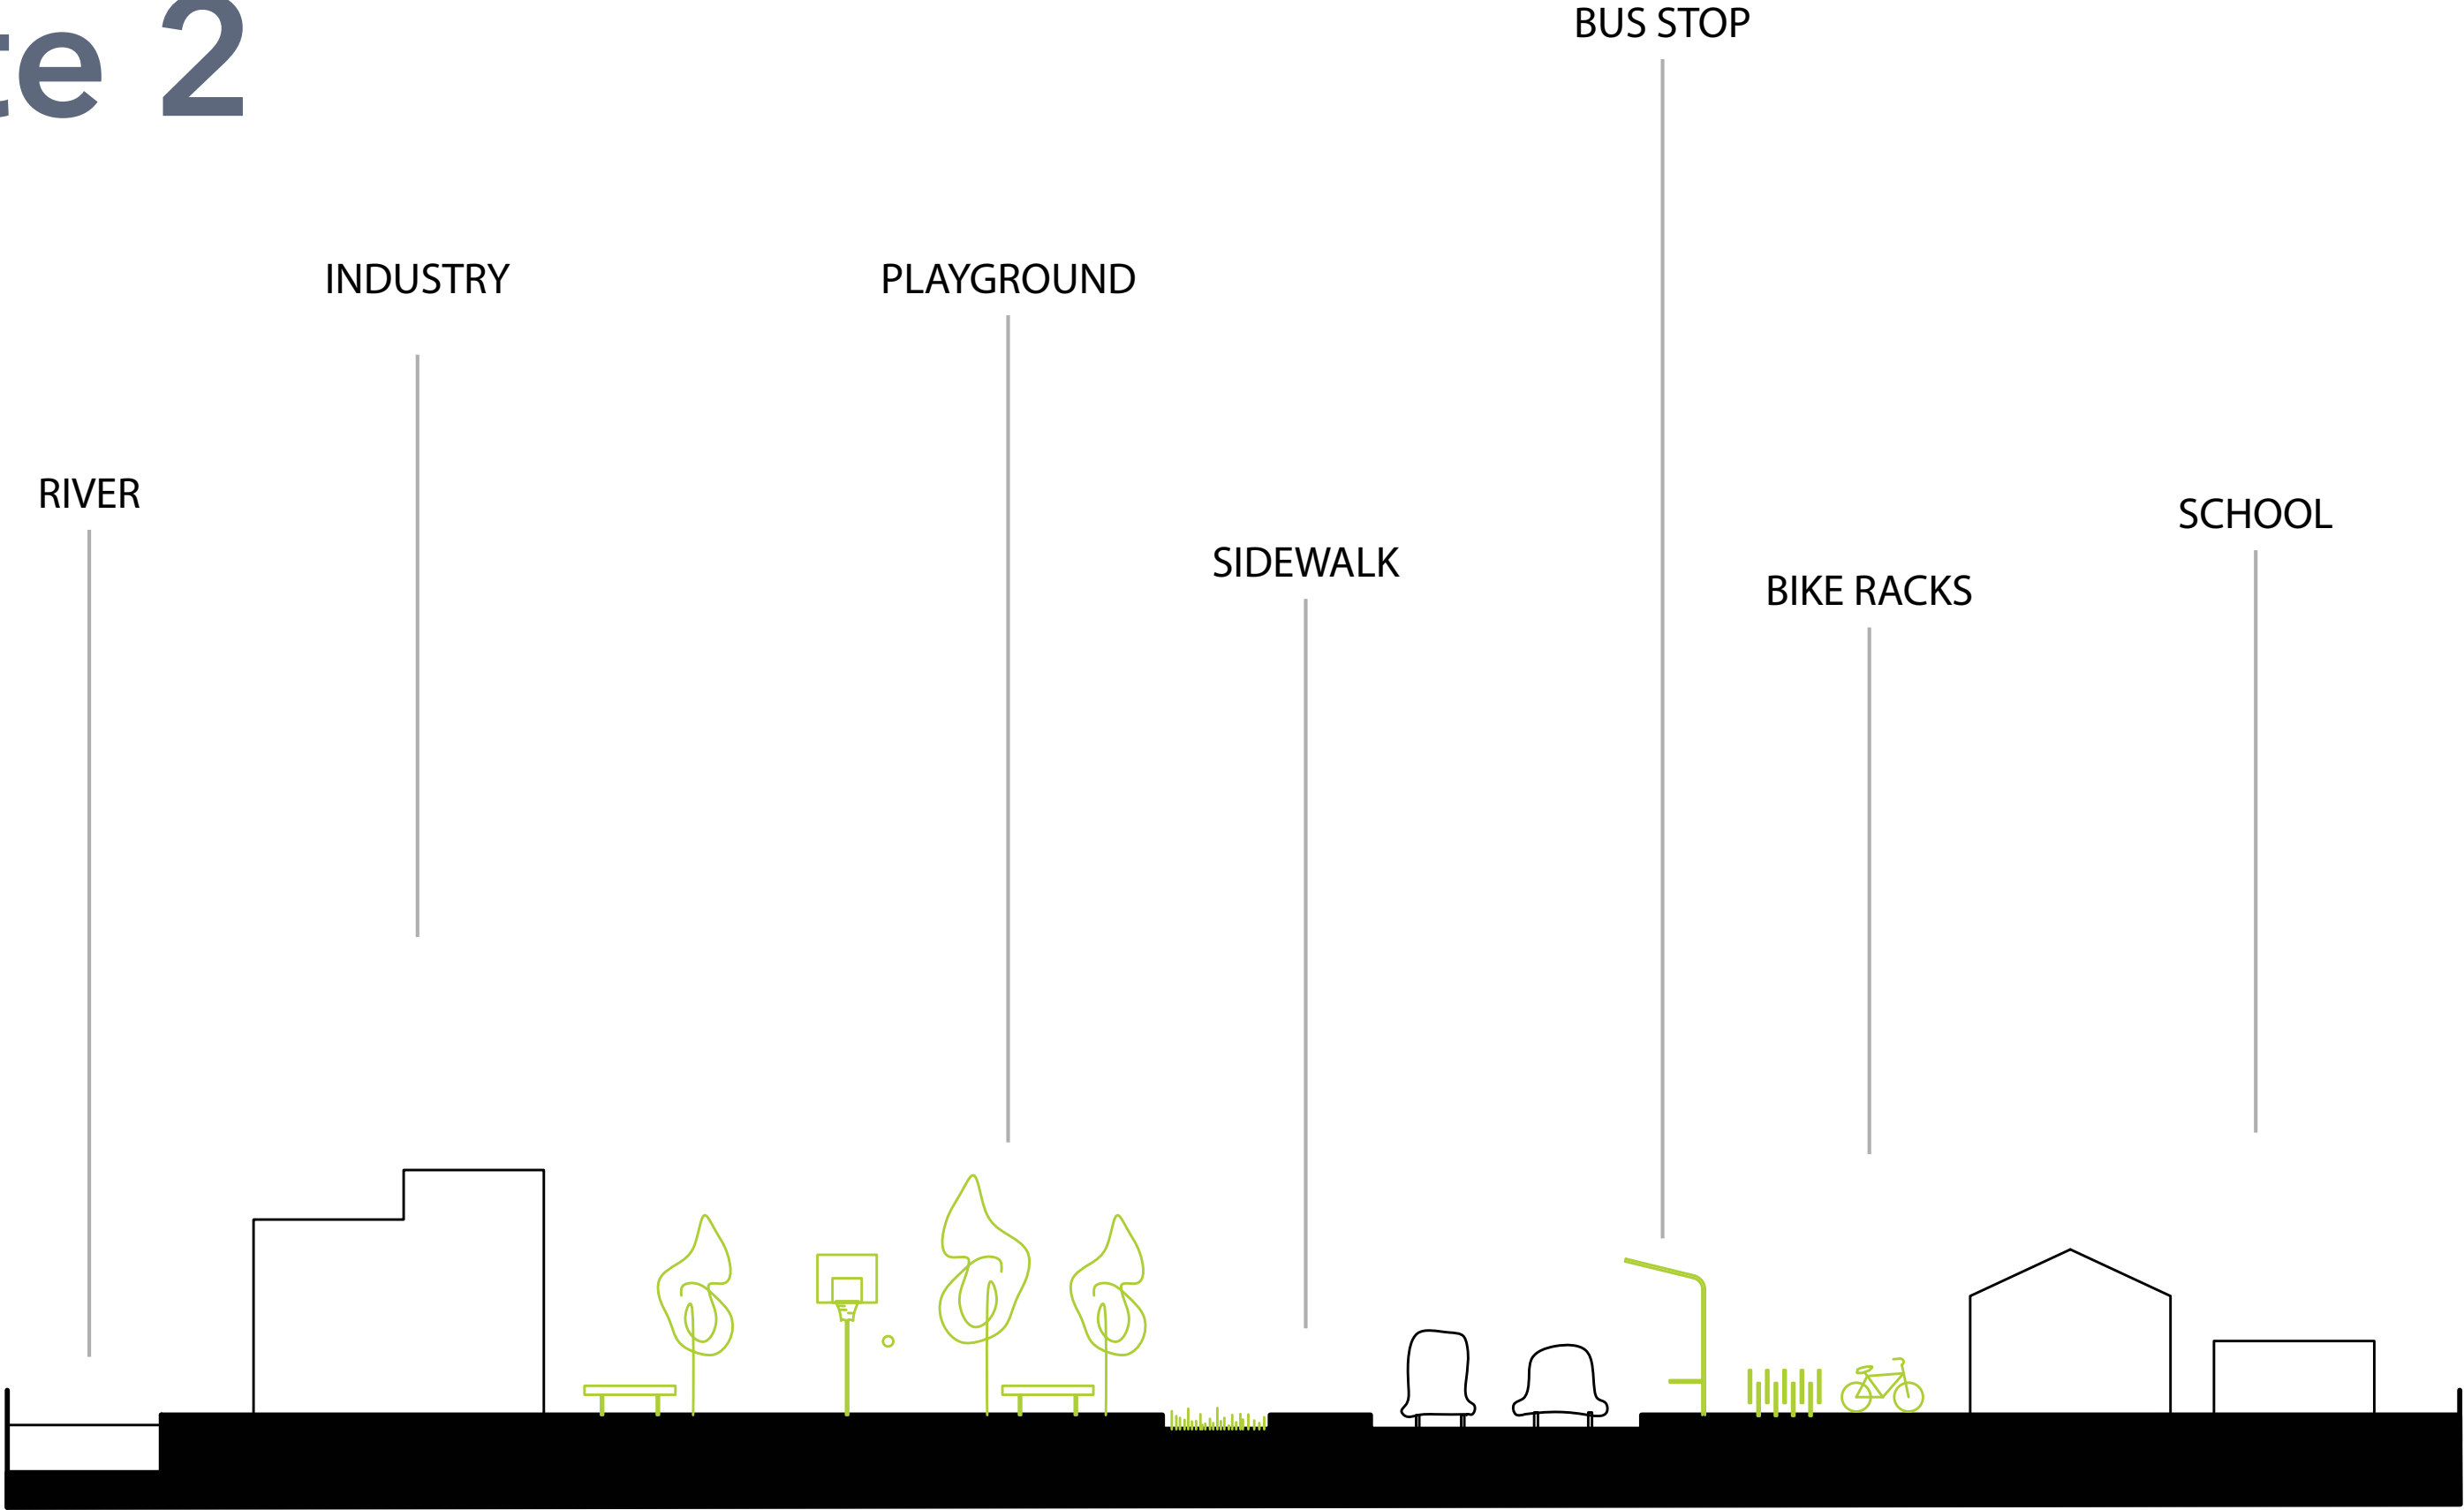 te 2
BUS STOP
INDUSTRY
PLAYGROUND
RIVER
SCHOOL
SIDEWALK
BIKE RACKS